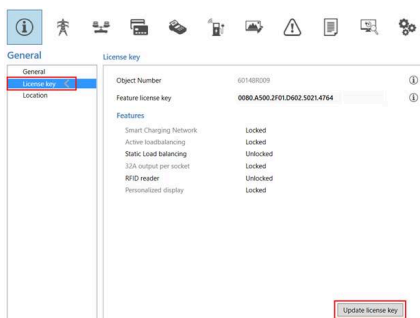 General
License key
General
License key
Location
Object Number 6014BR009
Feature license key 0080.A500.2F01.D602.5021.4764
Features
Smart Charging Network Locked
Active loadbalancing Locked
Static Load balancing Unlocked
32A output per socket Locked
RFID reader Unlocked
Personalized display Locked
Update license key